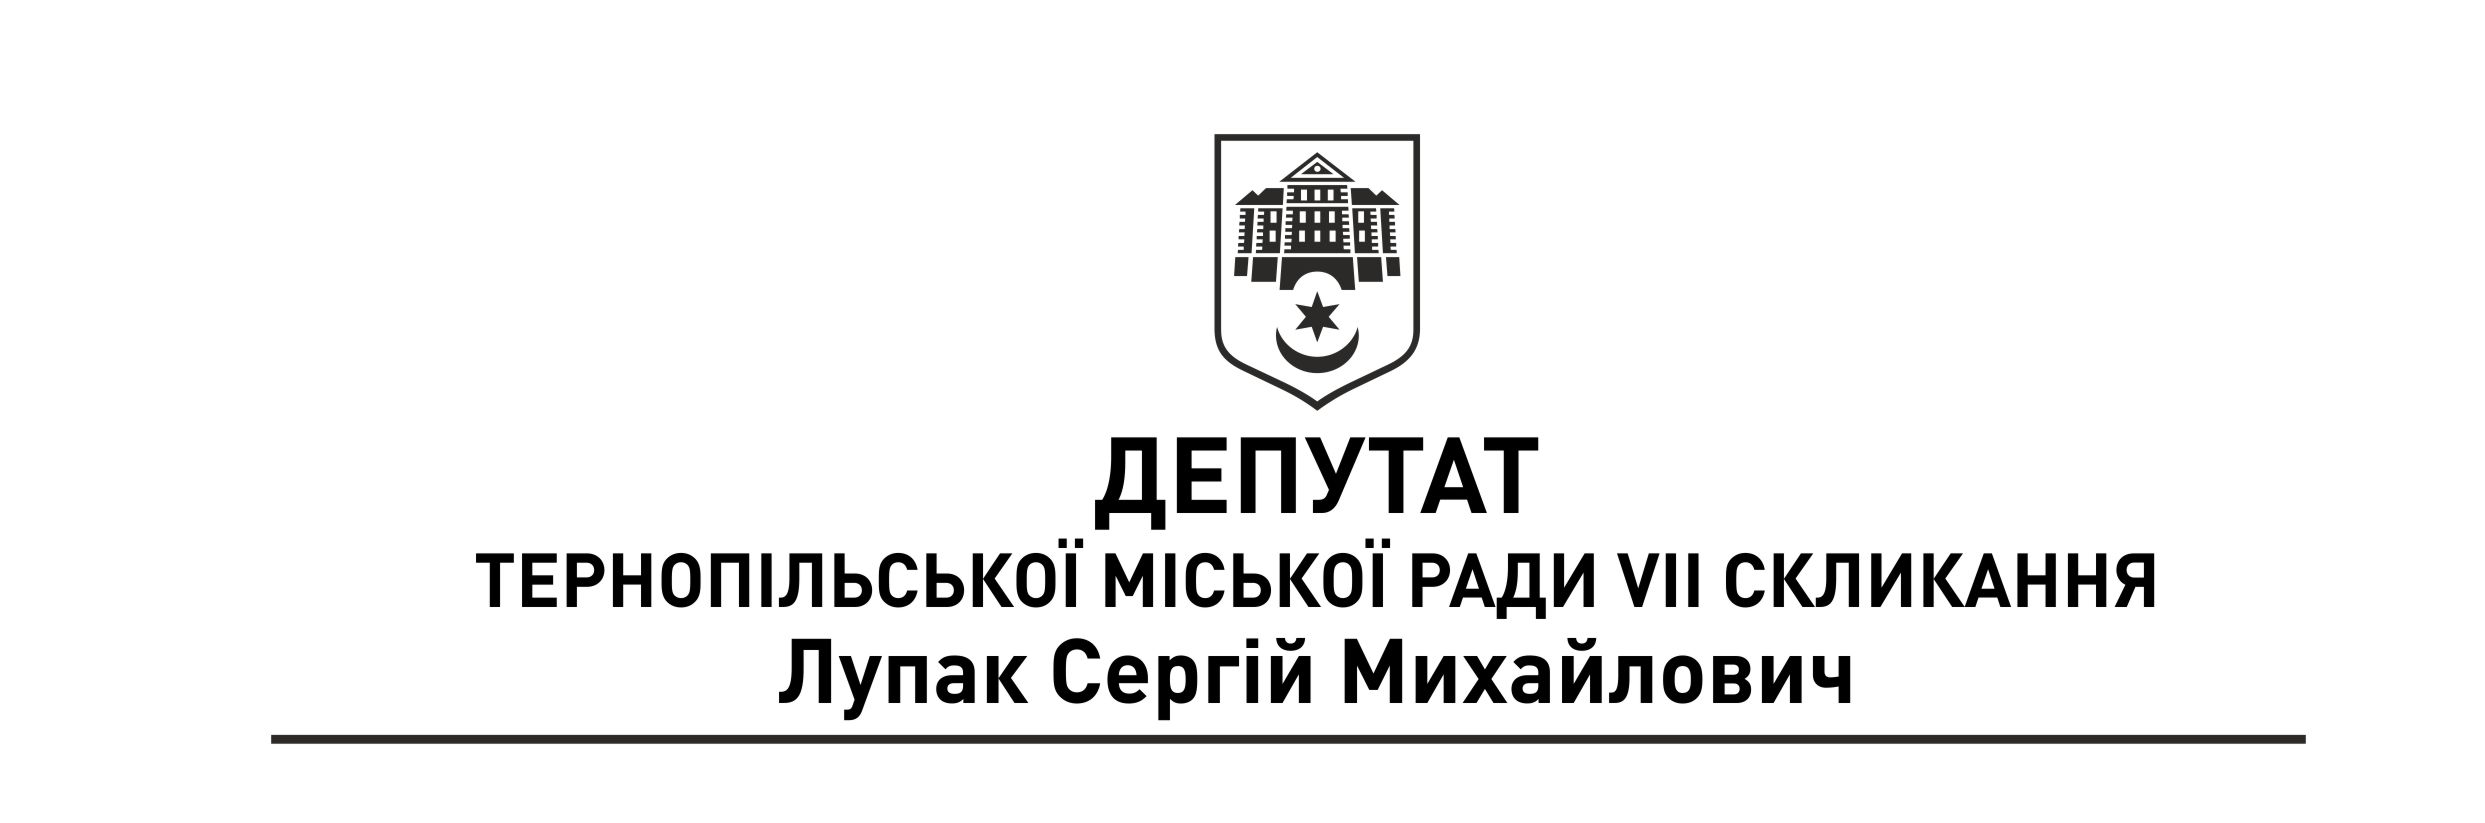 ДЕПУТАТ
ТЕРНОПІЛЬСЬКОЇ МІСЬКОЇ РАДИ VII СКЛИКАННЯ
Лупак Сергій Михайлович